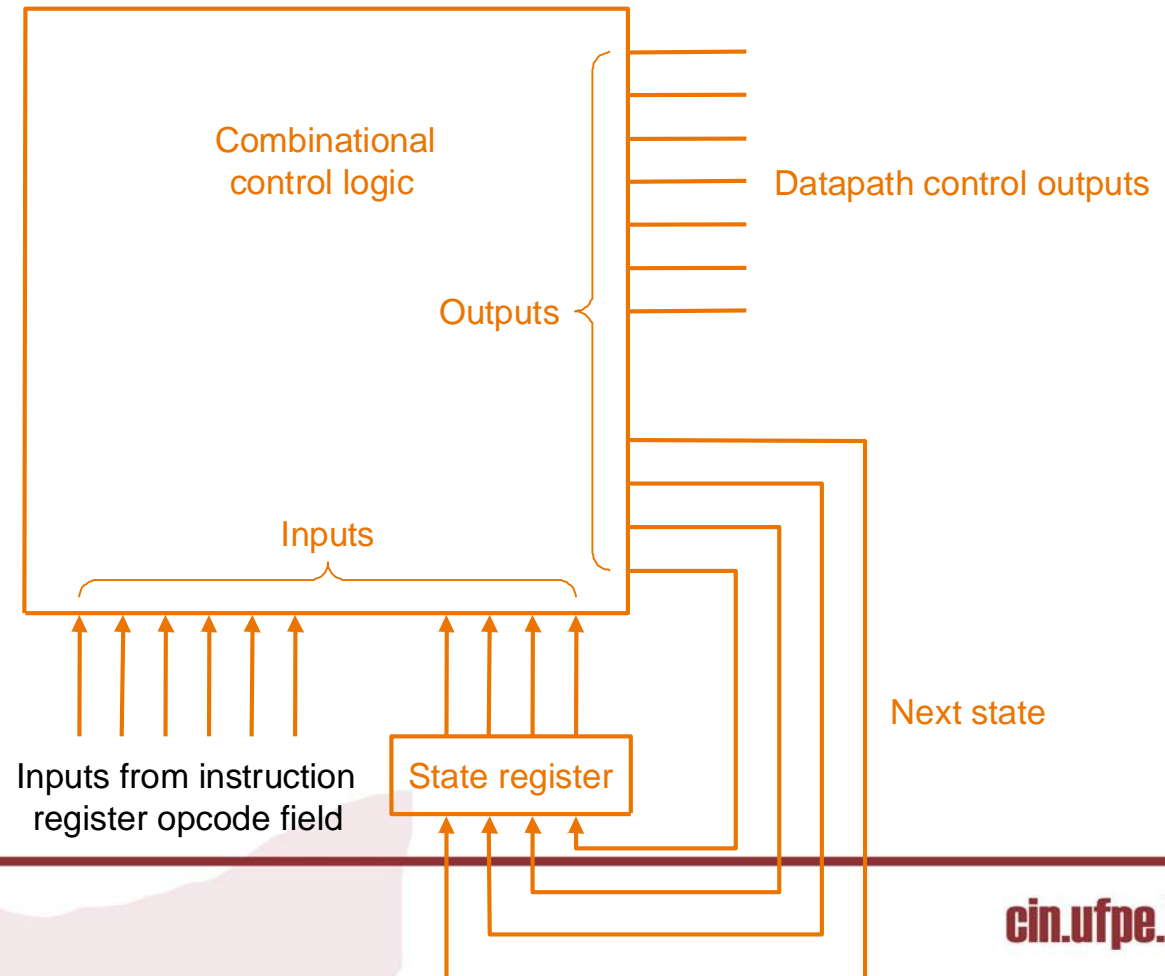 Combinational
control logic
Datapath control outputs
Outputs
Inputs
Next state
Inputs from instruction
register opcode field
State register
cin.ufpe.